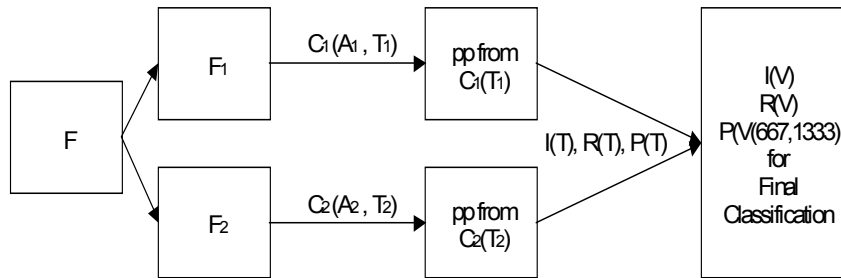 F
F1
C1(A1, T1)
pp from
C1(T1)
F2
C2(A2, T2)
pp from
C2(T2)
I(T), R(T), P(T)
I(V)
R(V)
P(V(667,1333)
for
Final
Classification